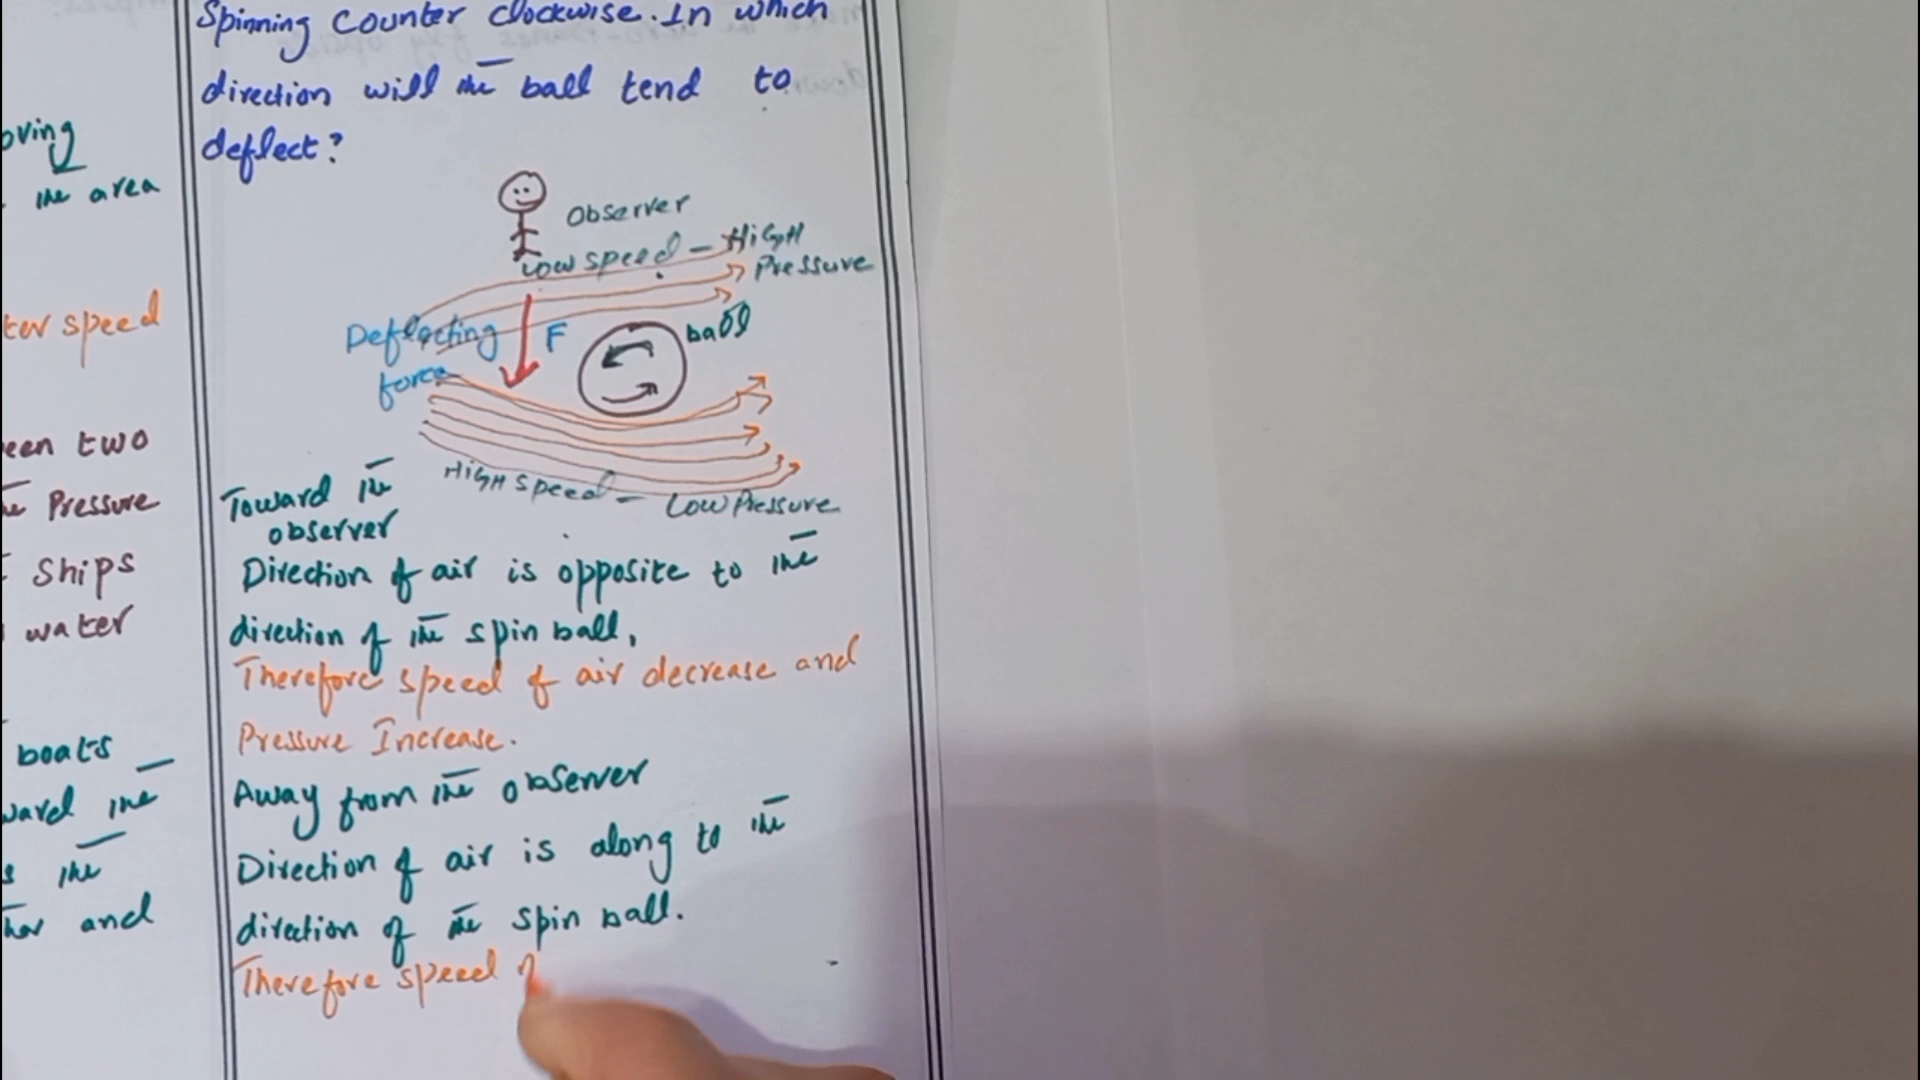 oving
the area
ter speed
een two
Pressure
Ships
water
boats
ward the
s the
her and
Spinning counter clockwise. In which
direction will the ball tend to
deflect?
Observer
Low speed - HiGH
Pressure
Deflecting
force
F
ball
HiGH speed - Low Pressure
Toward the
observer
Direction of air is opposite to the
direction of the spin ball,
Therefore speed of air decrease and
Pressure Increase.
Away from the observer
Direction of air is along to the
direction of the spin ball.
Therefore speed